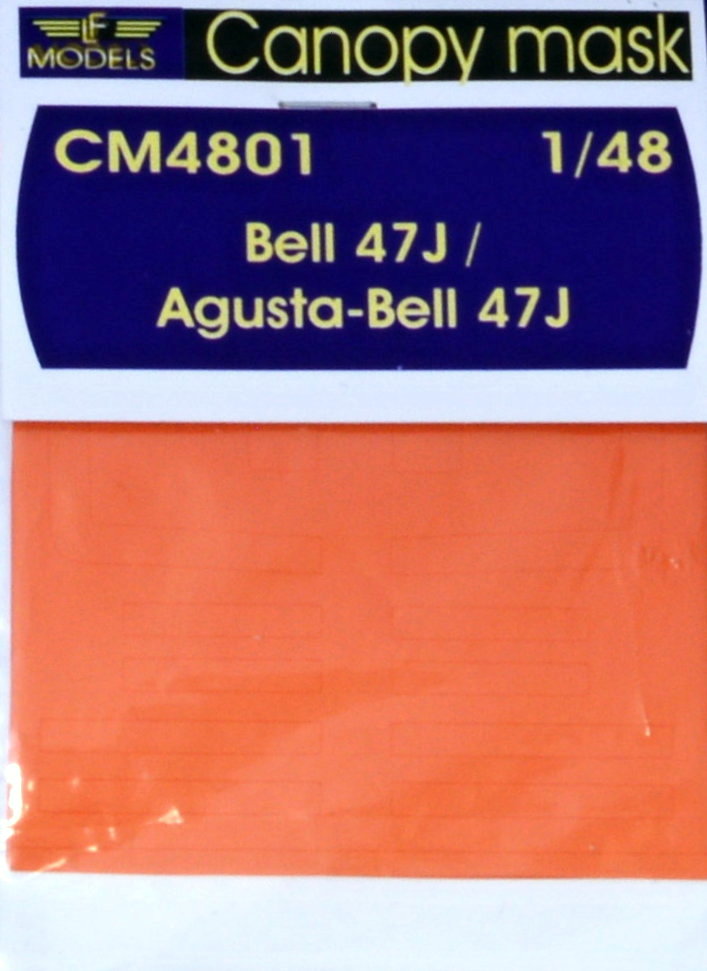 LF
MODELS
Canopy mask
CM4801
1/48
Bell 47J /
Agusta-Bell 47J